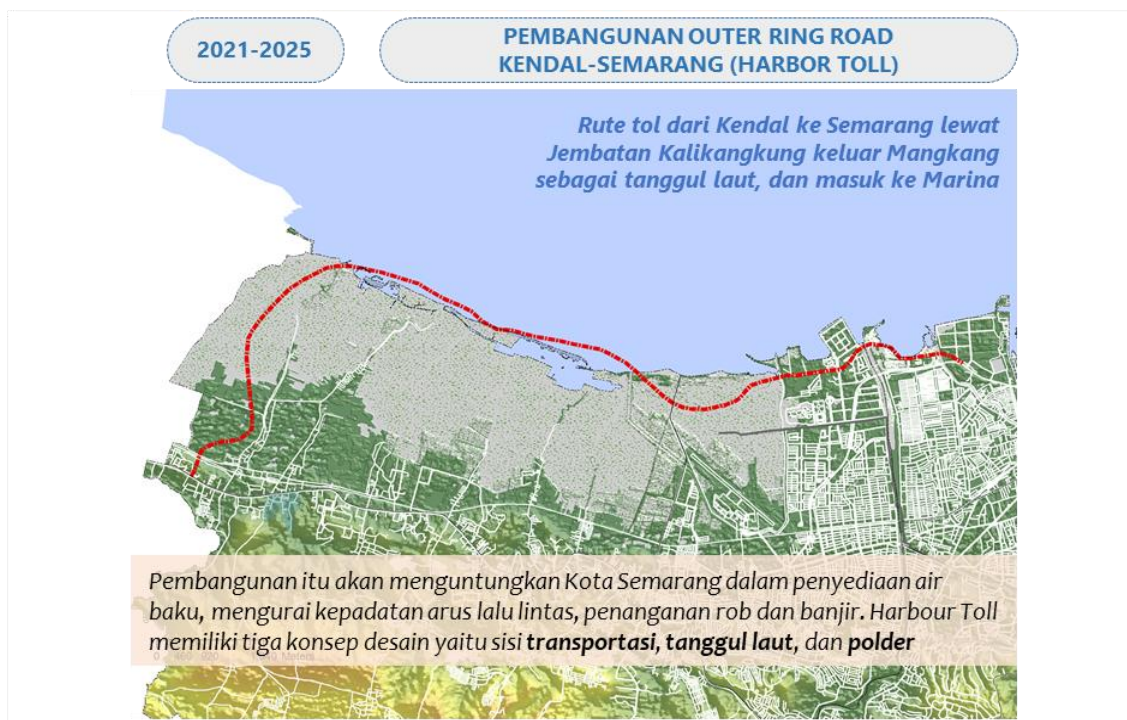 2021-2025
PEMBANGUNAN OUTER RING ROAD
KENDAL-SEMARANG (HARBOR TOLL)
Rute tol dari Kendal ke Semarang lewat
Jembatan Kalikangkung keluar Mangkang
sebagai tanggul laut, dan masuk ke Marina
Pembangunan itu akan menguntungkan Kota Semarang dalam penyediaan air
baku, mengurai kepadatan arus lalu lintas, penanganan rob dan banjir. Harbour Toll
memiliki tiga konsep desain yaitu sisi transportasi, tanggul laut, dan polder